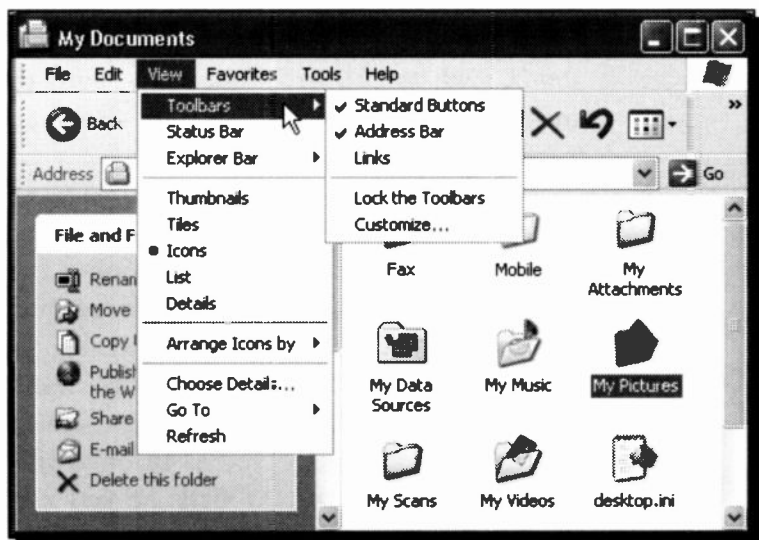 My Documents
File Edit View Favorites Tools Help
Back
Address
Go
Toolbars
Status Bar
Explorer Bar
Thumbnails
Tiles
Icons
List
Details
Arrange Icons by
Choose Details...
Go To
Refresh
Standard Buttons
Address Bar
Links
Lock the Toolbars
Customize...
File and F
Renan
Move
Copy
Publish
the W
Share
E-mail
Delete this folder
Fax
Mobile
My
Attachments
My Data
Sources
My Music
My Pictures
My Scans
My Videos
desktop.ini